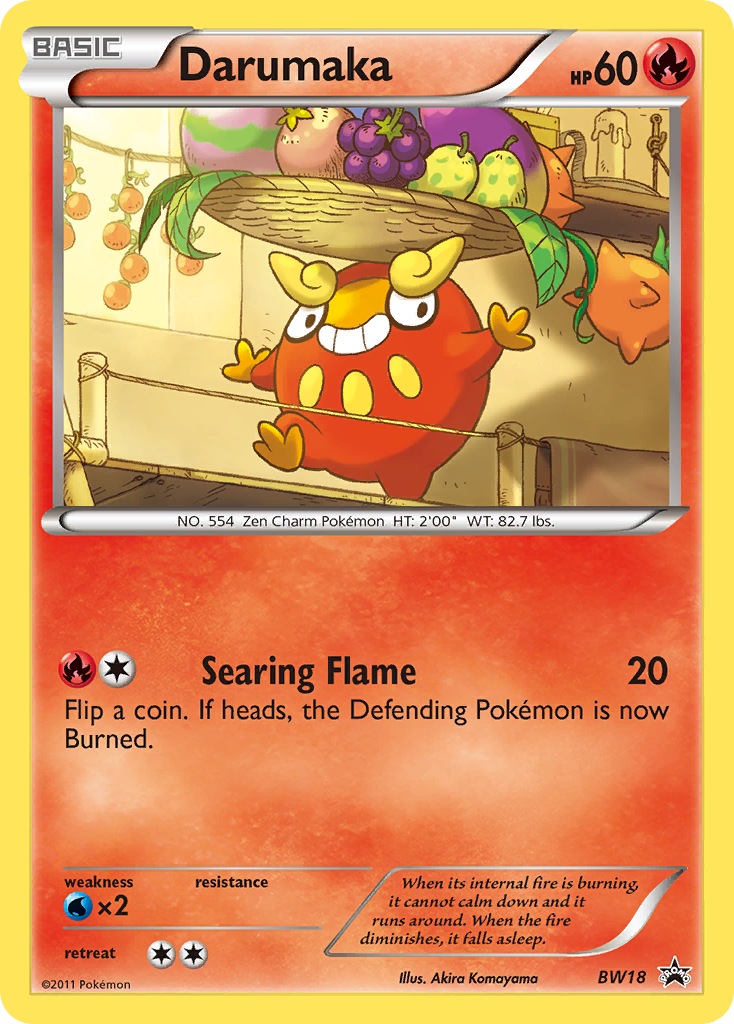 BASIC
Darumaka
HP 60
NO. 554 Zen Charm Pokémon HT: 2'00" WT: 82.7 lbs.
Searing Flame 20
Flip a coin. If heads, the Defending Pokémon is now
Burned.
weakness resistance
×2
When its internal fire is burning,
it cannot calm down and it
runs around. When the fire
diminishes, it falls asleep.
retreat
©2011 Pokémon
Illus. Akira Komayama
BW18
PROMO